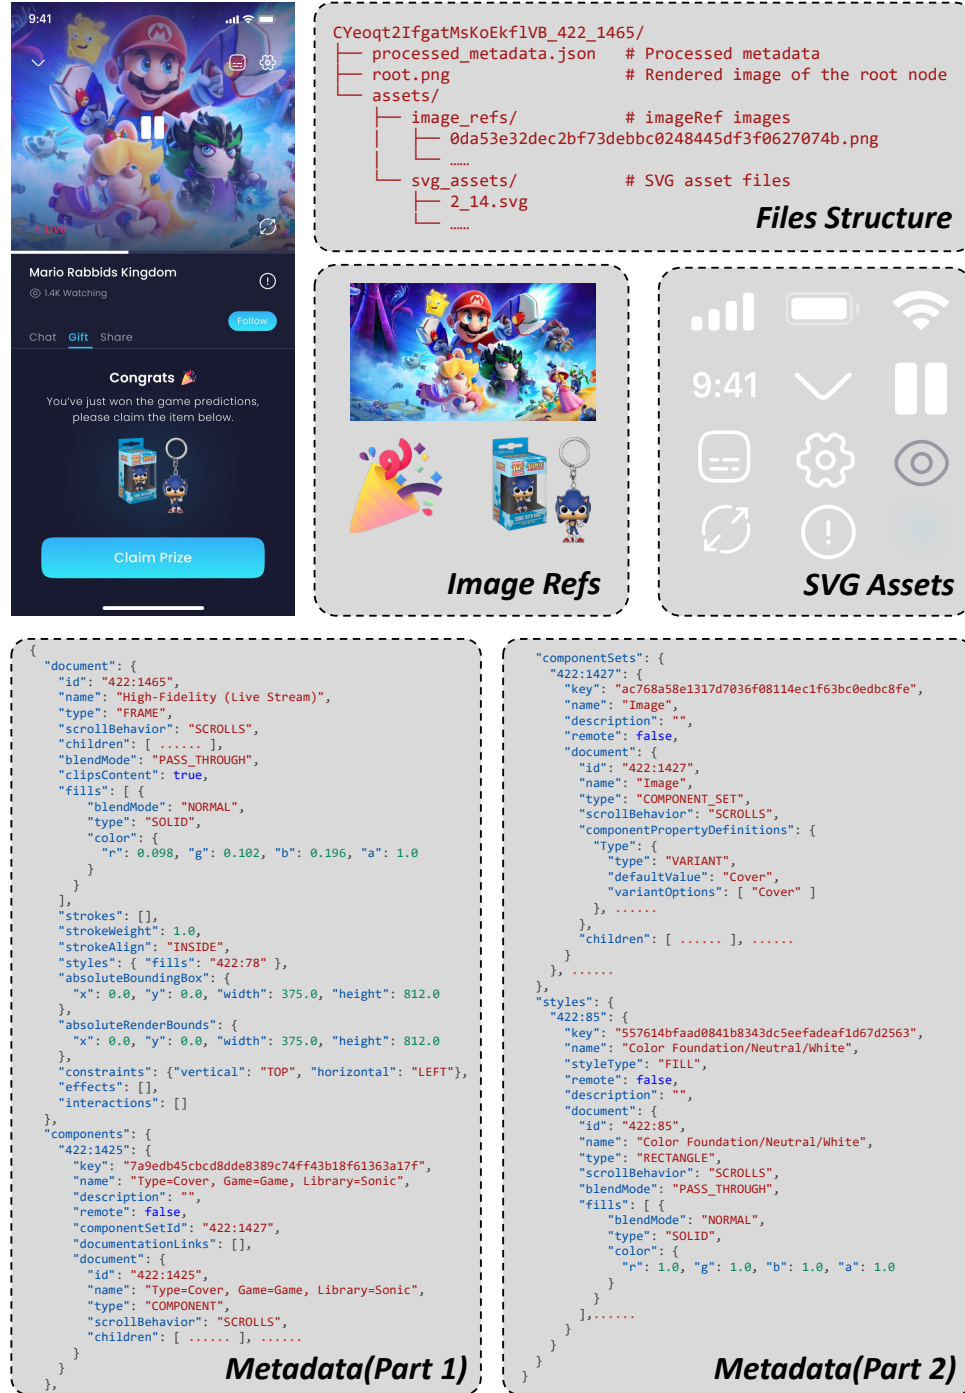 9:41
Live
Mario Rabbids Kingdom
1.4K Watching
Follow
Chat Gift Share
Congrats 🎉
You've just won the game predictions,
please claim the item below.
Claim Prize
CYeoqt2IfgatMsKoEkflVB_422_1465/
├── processed_metadata.json # Processed metadata
├── root.png # Rendered image of the root node
└── assets/
├── image_refs/ # imageRef images
│ ├── 0da53e32dec2bf73debbc0248445df3f0627074b.png
│ └── ……
└── svg_assets/ # SVG asset files
├── 2_14.svg
└── ……
Files Structure
Image Refs
9:41
SVG Assets
{
"document": {
"id": "422:1465",
"name": "High-Fidelity (Live Stream)",
"type": "FRAME",
"scrollBehavior": "SCROLLS",
"children": [ ...... ],
"blendMode": "PASS_THROUGH",
"clipsContent": true,
"fills": [ {
"blendMode": "NORMAL",
"type": "SOLID",
"color": {
"r": 0.098, "g": 0.102, "b": 0.196, "a": 1.0
}
}
],
"strokes": [],
"strokeWeight": 1.0,
"strokeAlign": "INSIDE",
"styles": { "fills": "422:78" },
"absoluteBoundingBox": {
"x": 0.0, "y": 0.0, "width": 375.0, "height": 812.0
},
"absoluteRenderBounds": {
"x": 0.0, "y": 0.0, "width": 375.0, "height": 812.0
},
"constraints": {"vertical": "TOP", "horizontal": "LEFT"},
"effects": [],
"interactions": []
},
"components": {
"422:1425": {
"key": "7a9edb45cbcd8dde8389c74ff43b18f61363a17f",
"name": "Type=Cover, Game=Game, Library=Sonic",
"description": "",
"remote": false,
"componentSetId": "422:1427",
"documentationLinks": [],
"document": {
"id": "422:1425",
"name": "Type=Cover, Game=Game, Library=Sonic",
"type": "COMPONENT",
"scrollBehavior": "SCROLLS",
"children": [ ...... ], ......
}
}
},
Metadata(Part 1)
"componentSets": {
"422:1427": {
"key": "ac768a58e1317d7036f08114ec1f63bc0edbc8fe",
"name": "Image",
"description": "",
"remote": false,
"document": {
"id": "422:1427",
"name": "Image",
"type": "COMPONENT_SET",
"scrollBehavior": "SCROLLS",
"componentPropertyDefinitions": {
"Type": {
"type": "VARIANT",
"defaultValue": "Cover",
"variantOptions": [ "Cover" ]
}, ......
},
"children": [ ...... ], ......
}
}, ......
},
"styles": {
"422:85": {
"key": "557614bfaad0841b8343dc5eefadeaf1d67d2563",
"name": "Color Foundation/Neutral/White",
"styleType": "FILL",
"remote": false,
"description": "",
"document": {
"id": "422:85",
"name": "Color Foundation/Neutral/White",
"type": "RECTANGLE",
"scrollBehavior": "SCROLLS",
"blendMode": "PASS_THROUGH",
"fills": [ {
"blendMode": "NORMAL",
"type": "SOLID",
"color": {
"r": 1.0, "g": 1.0, "b": 1.0, "a": 1.0
}
}
],......
}
}
}
}
Metadata(Part 2)